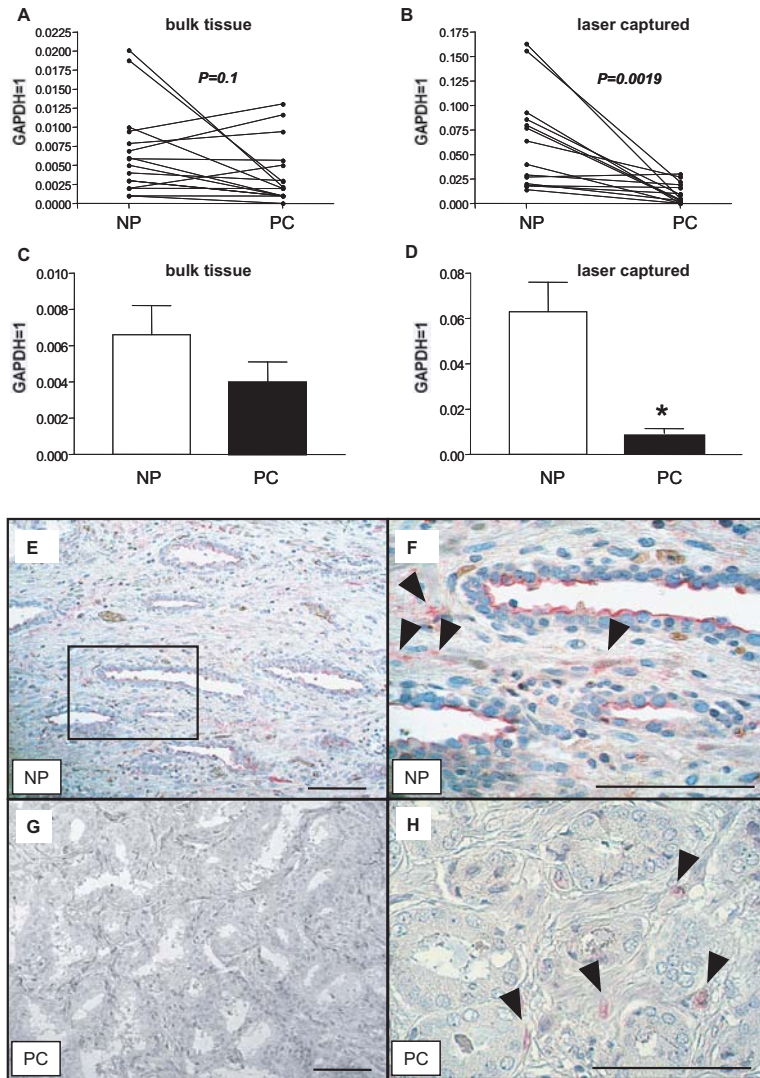 A
bulk tissue
0.0225
0.0200
0.0175
0.0150
0.0125
0.0100
0.0075
0.0050
0.0025
0.0000
GAPDH=1
P=0.1
NP PC
B
laser captured
0.175
0.150
0.125
0.100
0.075
0.050
0.025
0.000
GAPDH=1
P=0.0019
NP PC
C
bulk tissue
0.010
0.008
0.006
0.004
0.002
0.000
GAPDH=1
NP PC
D
laser captured
0.08
0.06
0.04
0.02
0.00
GAPDH=1
*
NP PC
E
NP
F
NP
G
PC
H
PC